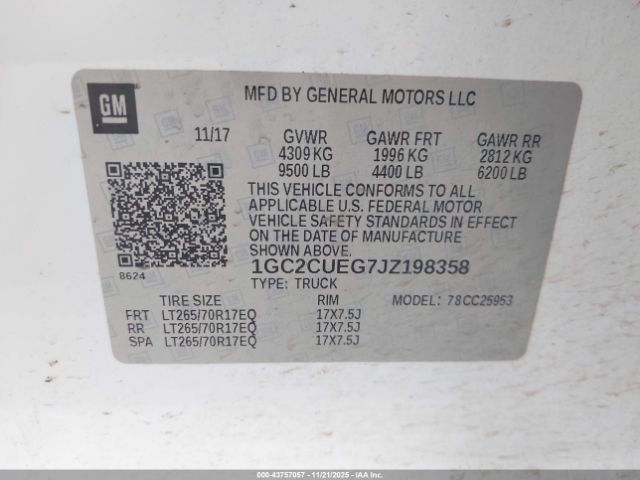 GM
MFD BY GENERAL MOTORS LLC
11/17 GVWR GAWR FRT GAWR RR
4309 KG 1996 KG 2812 KG
9500 LB 4400 LB 6200 LB
THIS VEHICLE CONFORMS TO ALL
APPLICABLE U.S. FEDERAL MOTOR
VEHICLE SAFETY STANDARDS IN EFFECT
ON THE DATE OF MANUFACTURE
SHOWN ABOVE.
8624
1GC2CUEG7JZ198358
TYPE: TRUCK
TIRE SIZE RIM MODEL: 78CC25953
FRT LT265/70R17EQ 17X7.5J
RR LT265/70R17EQ 17X7.5J
SPA LT265/70R17EQ 17X7.5J
000-43757057 - 11/21/2025 - IAA, Inc.